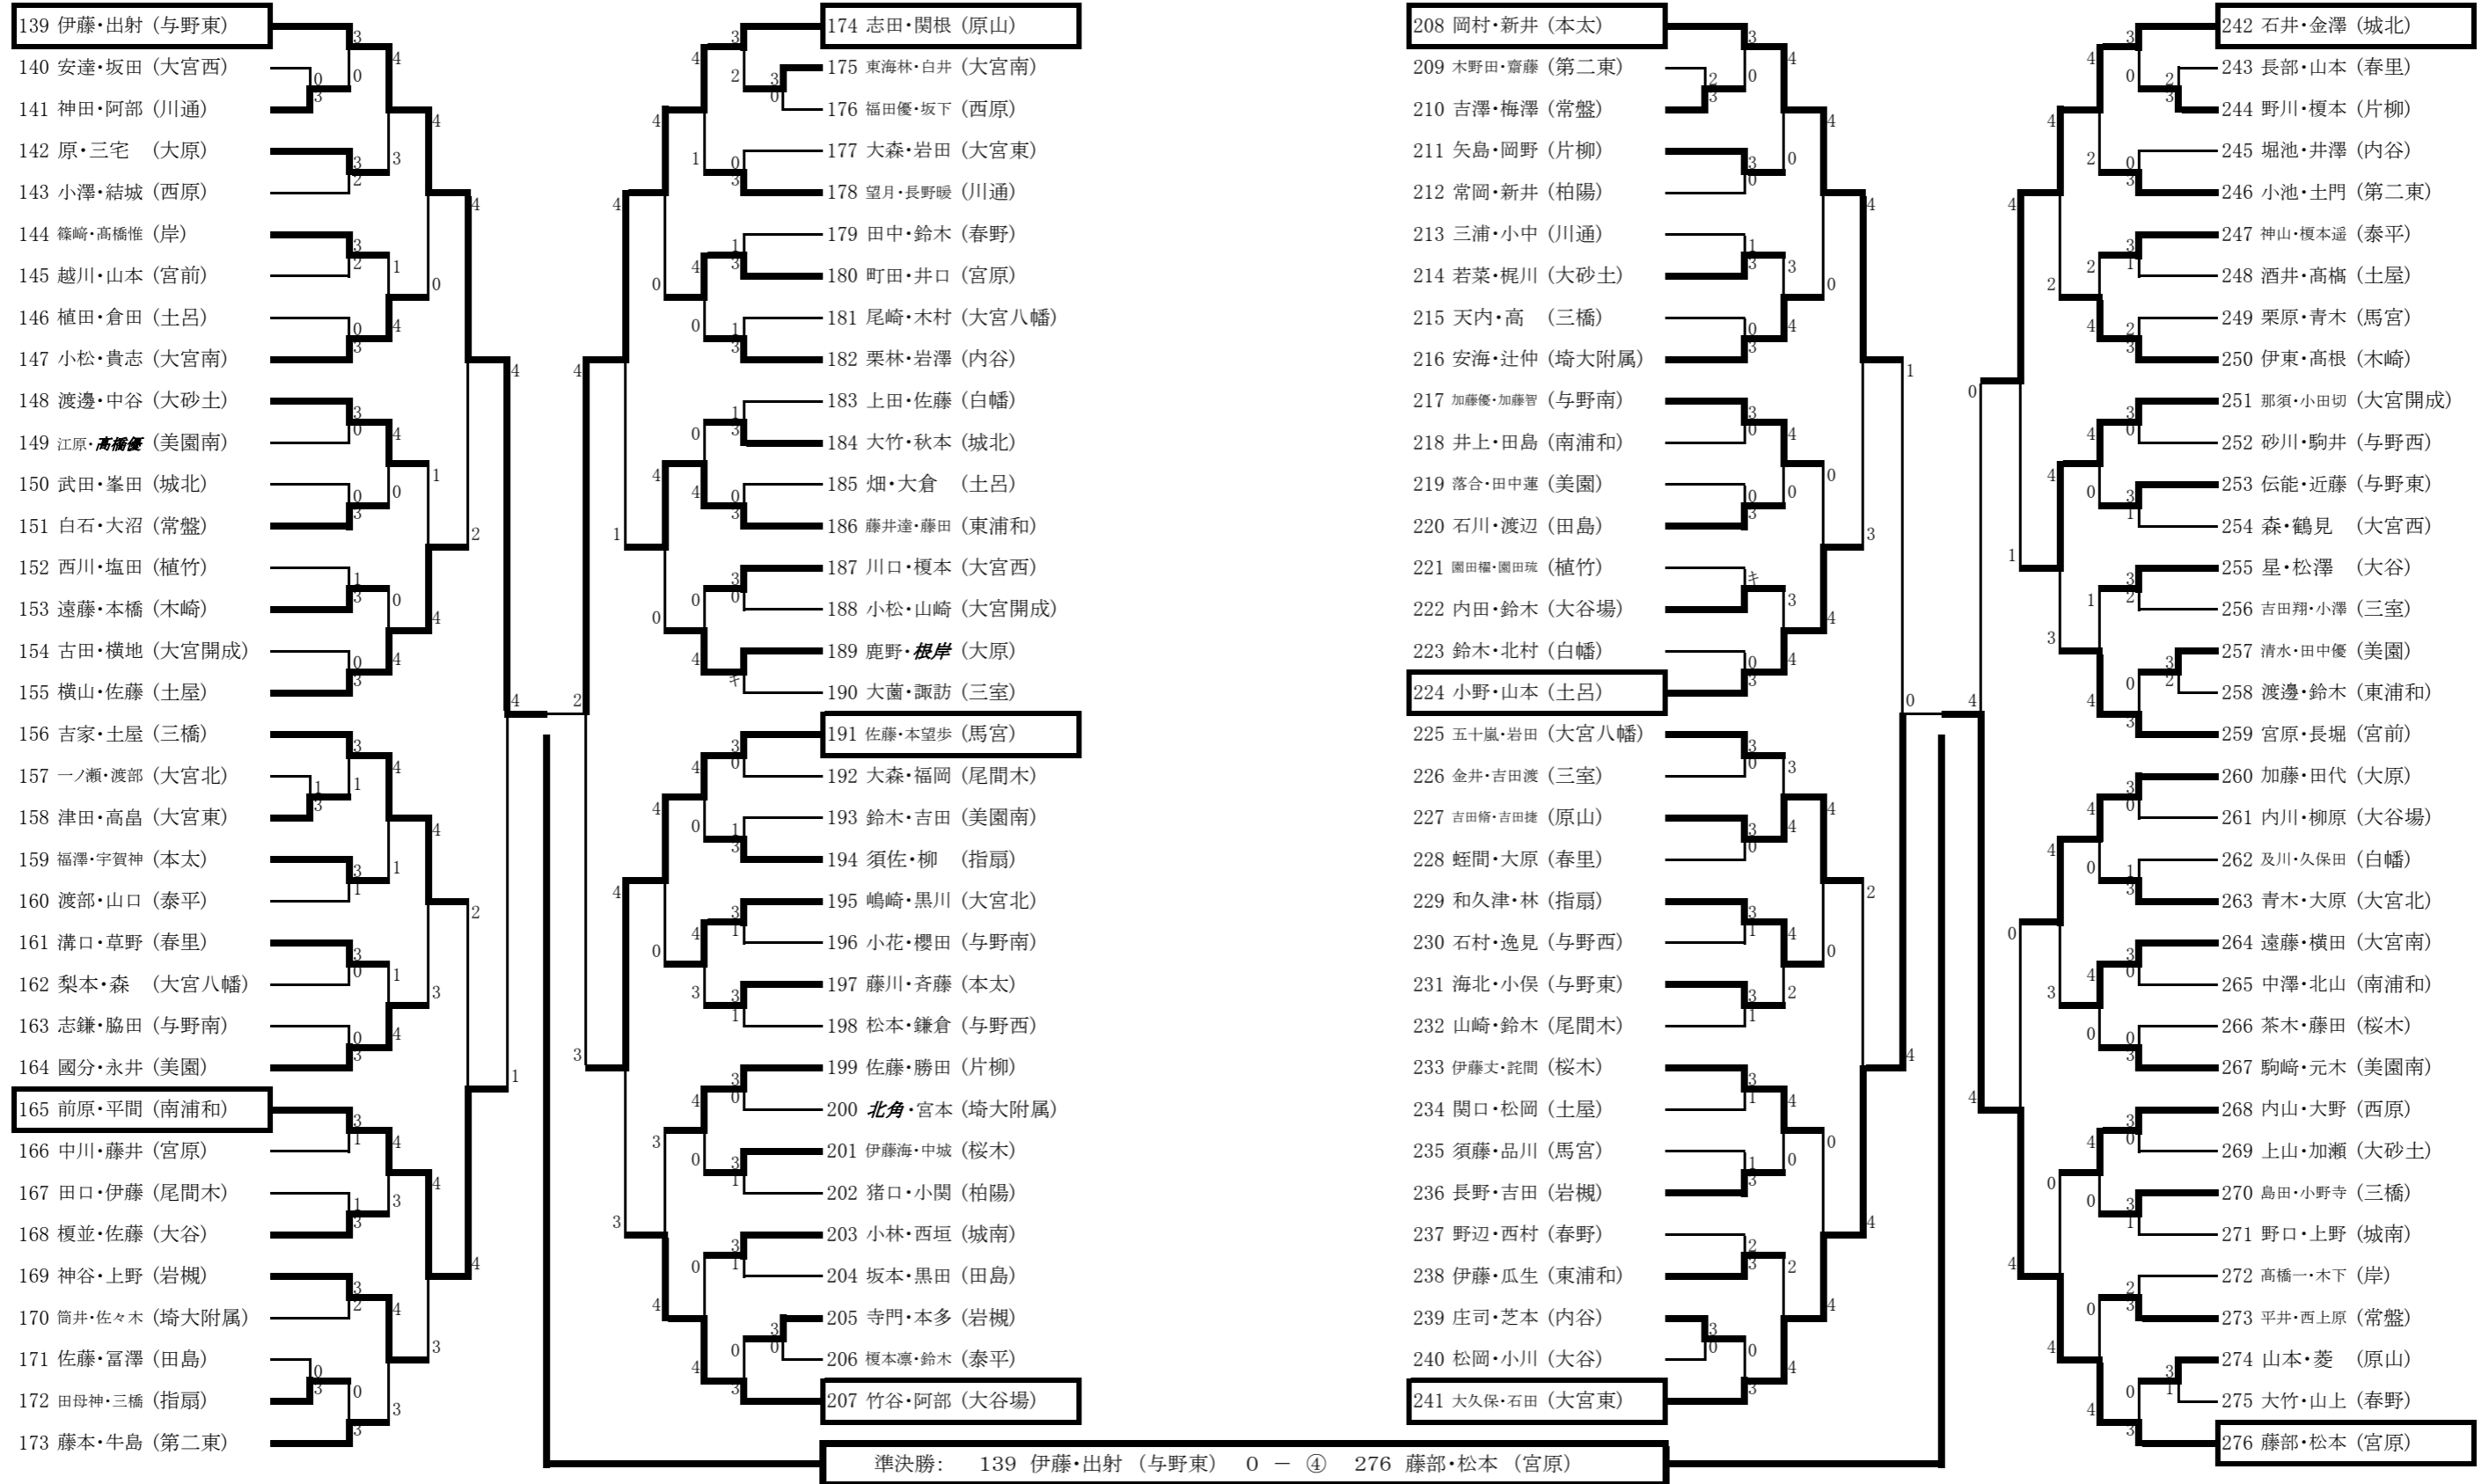 139 伊藤・出射 (与野東)
140 安達・坂田 (大宮西)
141 神田・阿部 (川通)
142 原・三宅 (大原)
143 小澤・結城 (西原)
144 篠﨑・髙橋惟 (岸)
145 越川・山本 (宮前)
146 植田・倉田 (土呂)
147 小松・貴志 (大宮南)
148 渡邊・中谷 (大砂土)
149 江原・髙橋優 (美園南)
150 武田・峯田 (城北)
151 白石・大沼 (常盤)
152 西川・塩田 (植竹)
153 遠藤・本橋 (木崎)
154 古田・横地 (大宮開成)
155 横山・佐藤 (土屋)
156 吉家・土屋 (三橋)
157 一ノ瀬・渡部 (大宮北)
158 津田・高畠 (大宮東)
159 福澤・宇賀神 (本太)
160 渡部・山口 (泰平)
161 溝口・草野 (春里)
162 梨本・森 (大宮八幡)
163 志鎌・脇田 (与野南)
164 國分・永井 (美園)
165 前原・平間 (南浦和)
166 中川・藤井 (宮原)
167 田口・伊藤 (尾間木)
168 榎並・佐藤 (大谷)
169 神谷・上野 (岩槻)
170 筒井・佐々木 (埼大附属)
171 佐藤・冨澤 (田島)
172 田母神・三橋 (指扇)
173 藤本・牛島 (第二東)
174 志田・関根 (原山)
175 東海林・白井 (大宮南)
176 福田優・坂下 (西原)
177 大森・岩田 (大宮東)
178 望月・長野暖 (川通)
179 田中・鈴木 (春野)
180 町田・井口 (宮原)
181 尾崎・木村 (大宮八幡)
182 栗林・岩澤 (内谷)
183 上田・佐藤 (白幡)
184 大竹・秋本 (城北)
185 畑・大倉 (土呂)
186 藤井達・藤田 (東浦和)
187 川口・榎本 (大宮西)
188 小松・山崎 (大宮開成)
189 鹿野・根岸 (大原)
190 大薗・諏訪 (三室)
191 佐藤・本望歩 (馬宮)
192 大森・福岡 (尾間木)
193 鈴木・吉田 (美園南)
194 須佐・柳 (指扇)
195 嶋崎・黒川 (大宮北)
196 小花・櫻田 (与野南)
197 藤川・斉藤 (本太)
198 松本・鎌倉 (与野西)
199 佐藤・勝田 (片柳)
200 北角・宮本 (埼大附属)
201 伊藤海・中城 (桜木)
202 猪口・小関 (柏陽)
203 小林・西垣 (城南)
204 坂本・黒田 (田島)
205 寺門・本多 (岩槻)
206 榎本凛・鈴木 (泰平)
207 竹谷・阿部 (大谷場)
208 岡村・新井 (本太)
209 木野田・齋藤 (第二東)
210 吉澤・梅澤 (常盤)
211 矢島・岡野 (片柳)
212 常岡・新井 (柏陽)
213 三浦・小中 (川通)
214 若菜・梶川 (大砂土)
215 天内・高 (三橋)
216 安海・辻仲 (埼大附属)
217 加藤優・加藤智 (与野南)
218 井上・田島 (南浦和)
219 落合・田中蓮 (美園)
220 石川・渡辺 (田島)
221 園田櫂・園田琉 (植竹)
222 内田・鈴木 (大谷場)
223 鈴木・北村 (白幡)
224 小野・山本 (土呂)
225 五十嵐・岩田 (大宮八幡)
226 金井・吉田渡 (三室)
227 吉田脩・吉田捷 (原山)
228 蛭間・大原 (春里)
229 和久津・林 (指扇)
230 石村・逸見 (与野西)
231 海北・小俣 (与野東)
232 山崎・鈴木 (尾間木)
233 伊藤丈・詫間 (桜木)
234 関口・松岡 (土屋)
235 須藤・品川 (馬宮)
236 長野・吉田 (岩槻)
237 野辺・西村 (春野)
238 伊藤・瓜生 (東浦和)
239 庄司・芝本 (内谷)
240 松岡・小川 (大谷)
241 大久保・石田 (大宮東)
242 石井・金澤 (城北)
243 長部・山本 (春里)
244 野川・榎本 (片柳)
245 堀池・井澤 (内谷)
246 小池・土門 (第二東)
247 神山・榎本遥 (泰平)
248 酒井・髙槗 (土屋)
249 栗原・青木 (馬宮)
250 伊東・髙根 (木崎)
251 那須・小田切 (大宮開成)
252 砂川・駒井 (与野西)
253 伝能・近藤 (与野東)
254 森・鶴見 (大宮西)
255 星・松澤 (大谷)
256 吉田翔・小澤 (三室)
257 清水・田中優 (美園)
258 渡邊・鈴木 (東浦和)
259 宮原・長堀 (宮前)
260 加藤・田代 (大原)
261 内川・柳原 (大谷場)
262 及川・久保田 (白幡)
263 青木・大原 (大宮北)
264 遠藤・横田 (大宮南)
265 中澤・北山 (南浦和)
266 茶木・藤田 (桜木)
267 駒﨑・元木 (美園南)
268 内山・大野 (西原)
269 上山・加瀬 (大砂土)
270 島田・小野寺 (三橋)
271 野口・上野 (城南)
272 髙橋一・木下 (岸)
273 平井・西上原 (常盤)
274 山本・菱 (原山)
275 大竹・山上 (春野)
276 藤部・松本 (宮原)
準決勝: 139 伊藤・出射 (与野東) 0 － ④ 276 藤部・松本 (宮原)